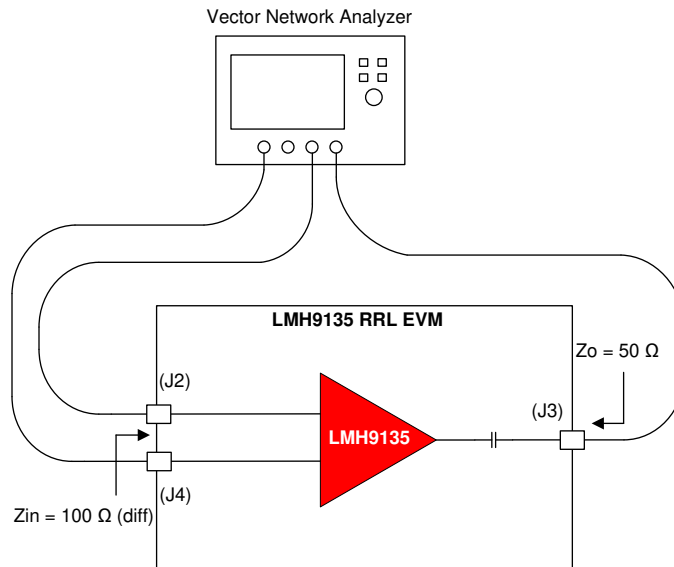 Vector Network Analyzer
LMH9135 RRL EVM
Zo = 50 Ω
(J2)
(J3)
LMH9135
(J4)
Zin = 100 Ω (diff)